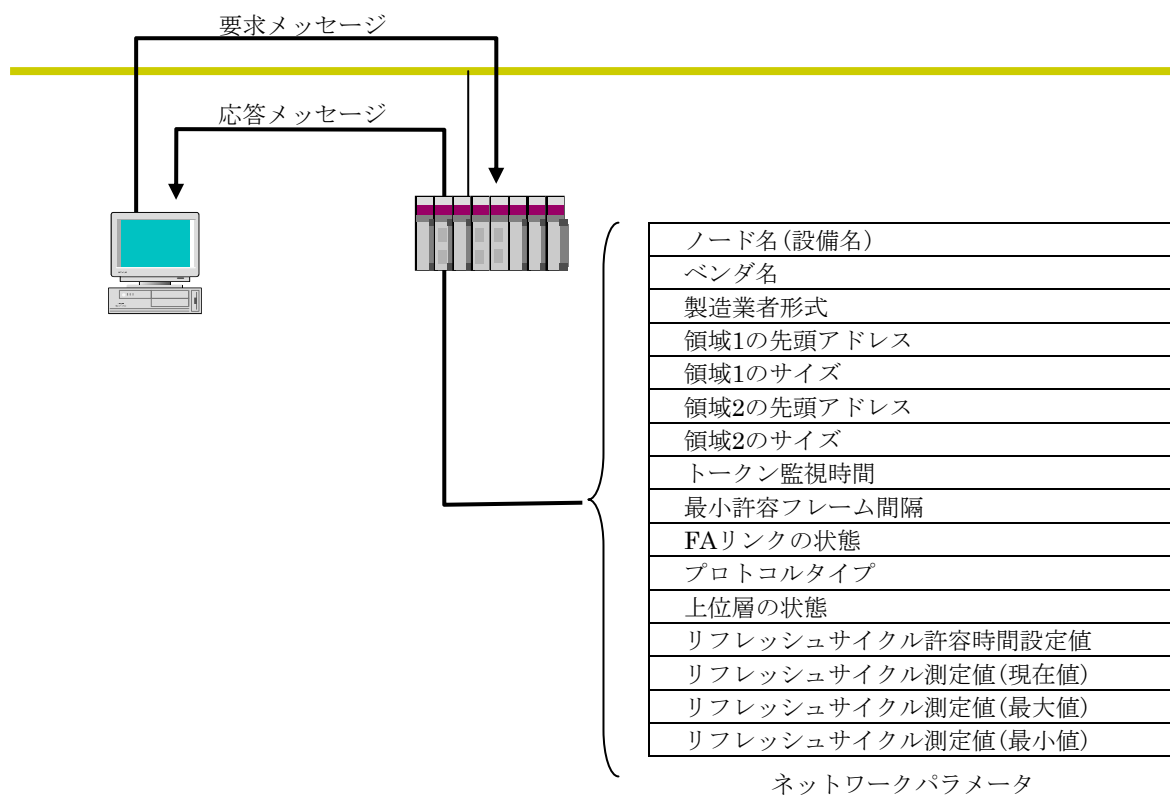 要求メッセージ
応答メッセージ
ノード名(設備名)
ベンダ名
製造業者形式
領域1の先頭アドレス
領域1のサイズ
領域2の先頭アドレス
領域2のサイズ
トークン監視時間
最小許容フレーム間隔
FAリンクの状態
プロトコルタイプ
上位層の状態
リフレッシュサイクル許容時間設定値
リフレッシュサイクル測定値(現在値)
リフレッシュサイクル測定値(最大値)
リフレッシュサイクル測定値(最小値)
ネットワークパラメータ